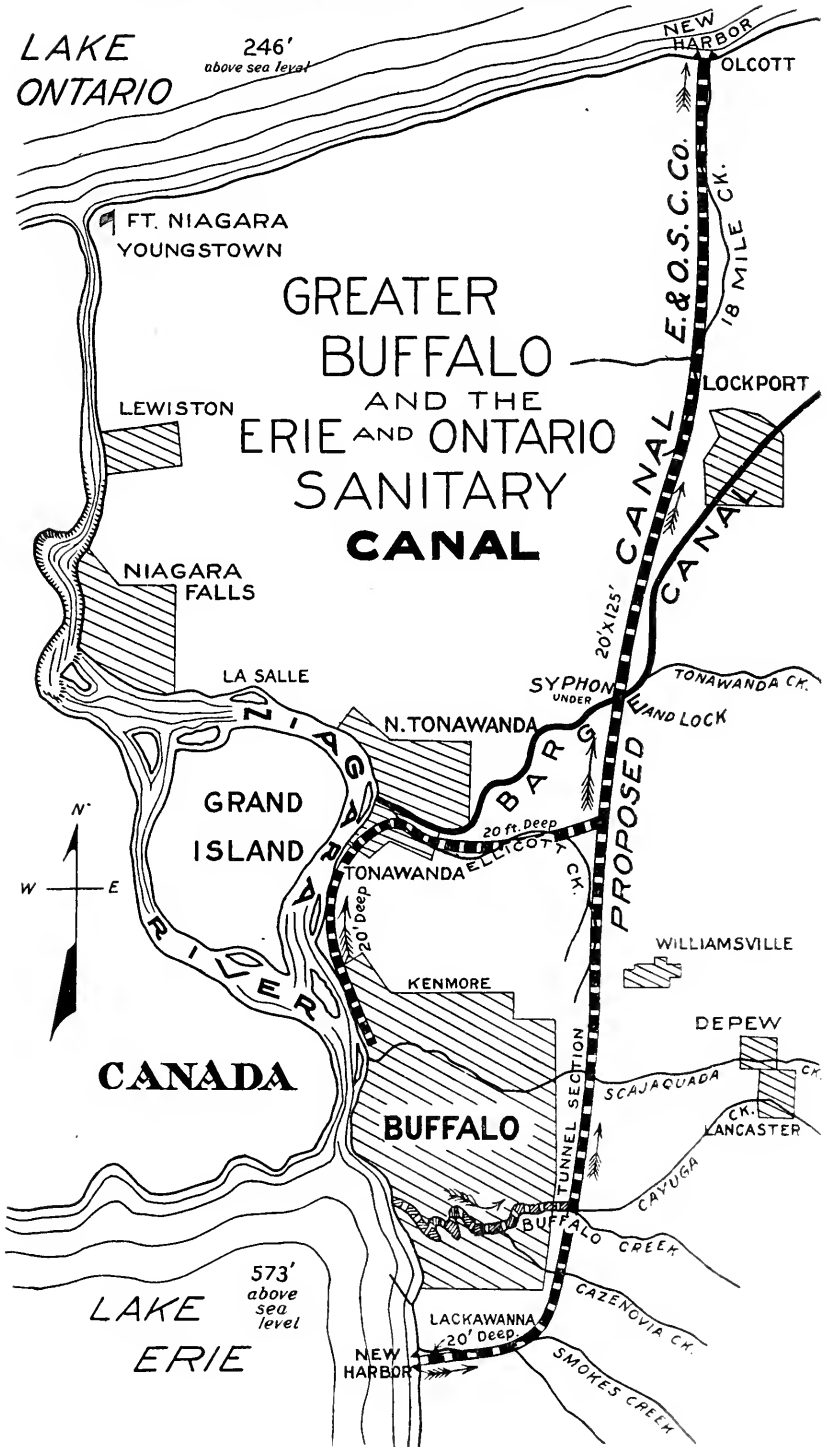 LAKE
ONTARIO
246'
above sea level
NEW
HARBOR
OLCOTT
FT. NIAGARA
YOUNGSTOWN
E. & O. S. C. Co.
18 MILE CK.
GREATER
BUFFALO
AND THE
ERIE AND ONTARIO
SANITARY
CANAL
LEWISTON
LOCKPORT
NIAGARA
FALLS
PROPOSED CANAL
20'X125'
BARGE CANAL
LA SALLE
SYPHON
UNDER
AND LOCK
TONAWANDA CK.
N. TONAWANDA
NIAGARA RIVER
GRAND
ISLAND
N
W E
20 ft. Deep
ELLICOTT CK.
TONAWANDA
20' Deep
WILLIAMSVILLE
KENMORE
DEPEW
CANADA
TUNNEL SECTION
SCAJAQUADA CK.
BUFFALO
LANCASTER
CAYUGA CK.
BUFFALO CREEK
573'
above
sea
level
CAZENOVIA CK.
LAKE
ERIE
LACKAWANNA
20' Deep.
NEW
HARBOR
SMOKES CREEK